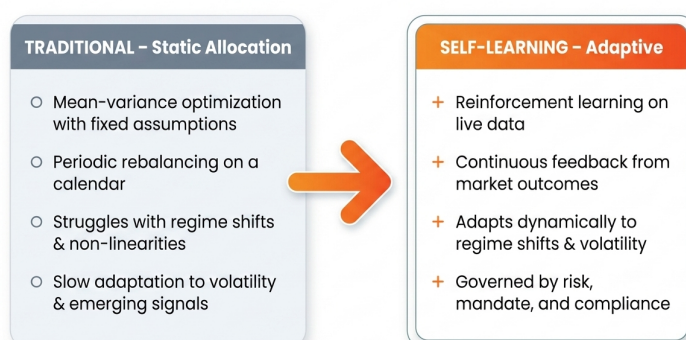 TRADITIONAL – Static Allocation
Mean-variance optimization
with fixed assumptions
Periodic rebalancing on a
calendar
Struggles with regime shifts
& non-linearities
Slow adaptation to volatility
& emerging signals
SELF-LEARNING – Adaptive
+ Reinforcement learning on
live data
+ Continuous feedback from
market outcomes
+ Adapts dynamically to
regime shifts & volatility
+ Governed by risk,
mandate, and compliance